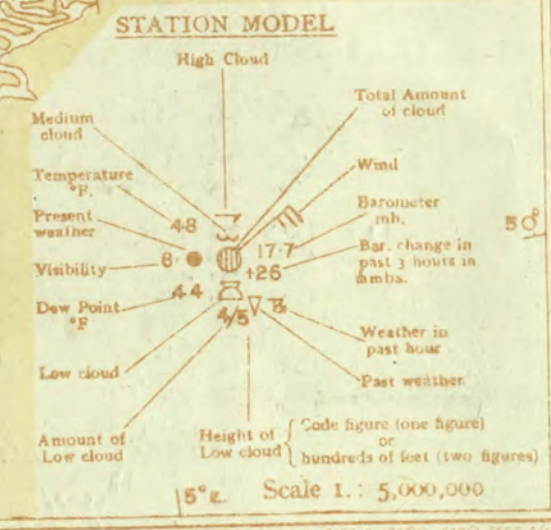 STATION MODEL
High Cloud
Total Amount
of cloud
Medium
cloud
Wind
Temperature
°F.
Barometer
mb.
Present
weather
48
50°
17·7
Bar. change in
past 3 hours in
mmbs.
Visibility
8
+26
44
Dew Point
°F
4/5
Weather in
past hour
Low cloud
Past weather
Amount of
Low cloud
Height of
Low cloud
Code figure (one figure)
or
hundreds of feet (two figures)
5°E
Scale 1. : 5,000,000